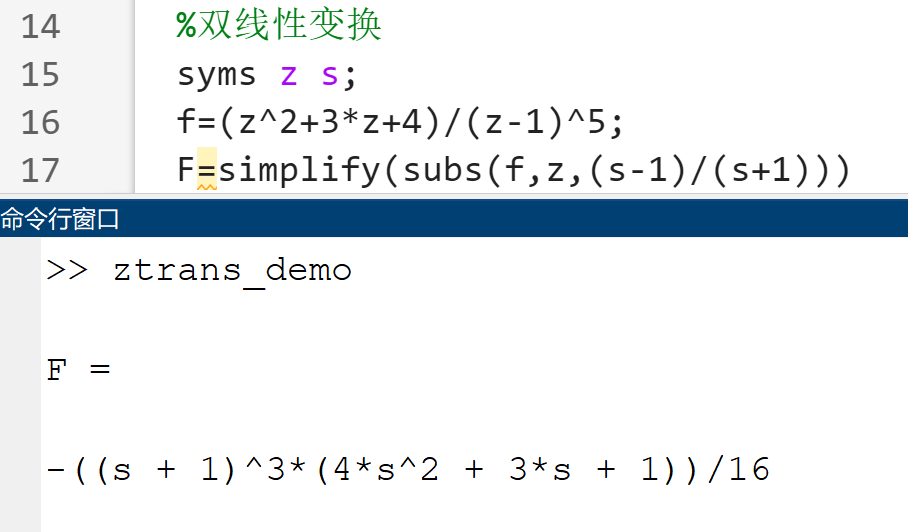 14 %双线性变换
15 syms z s;
16 f=(z^2+3*z+4)/(z-1)^5;
17 F=simplify(subs(f,z,(s-1)/(s+1)))
命令行窗口
>> ztrans_demo
F =
-((s + 1)^3*(4*s^2 + 3*s + 1))/16